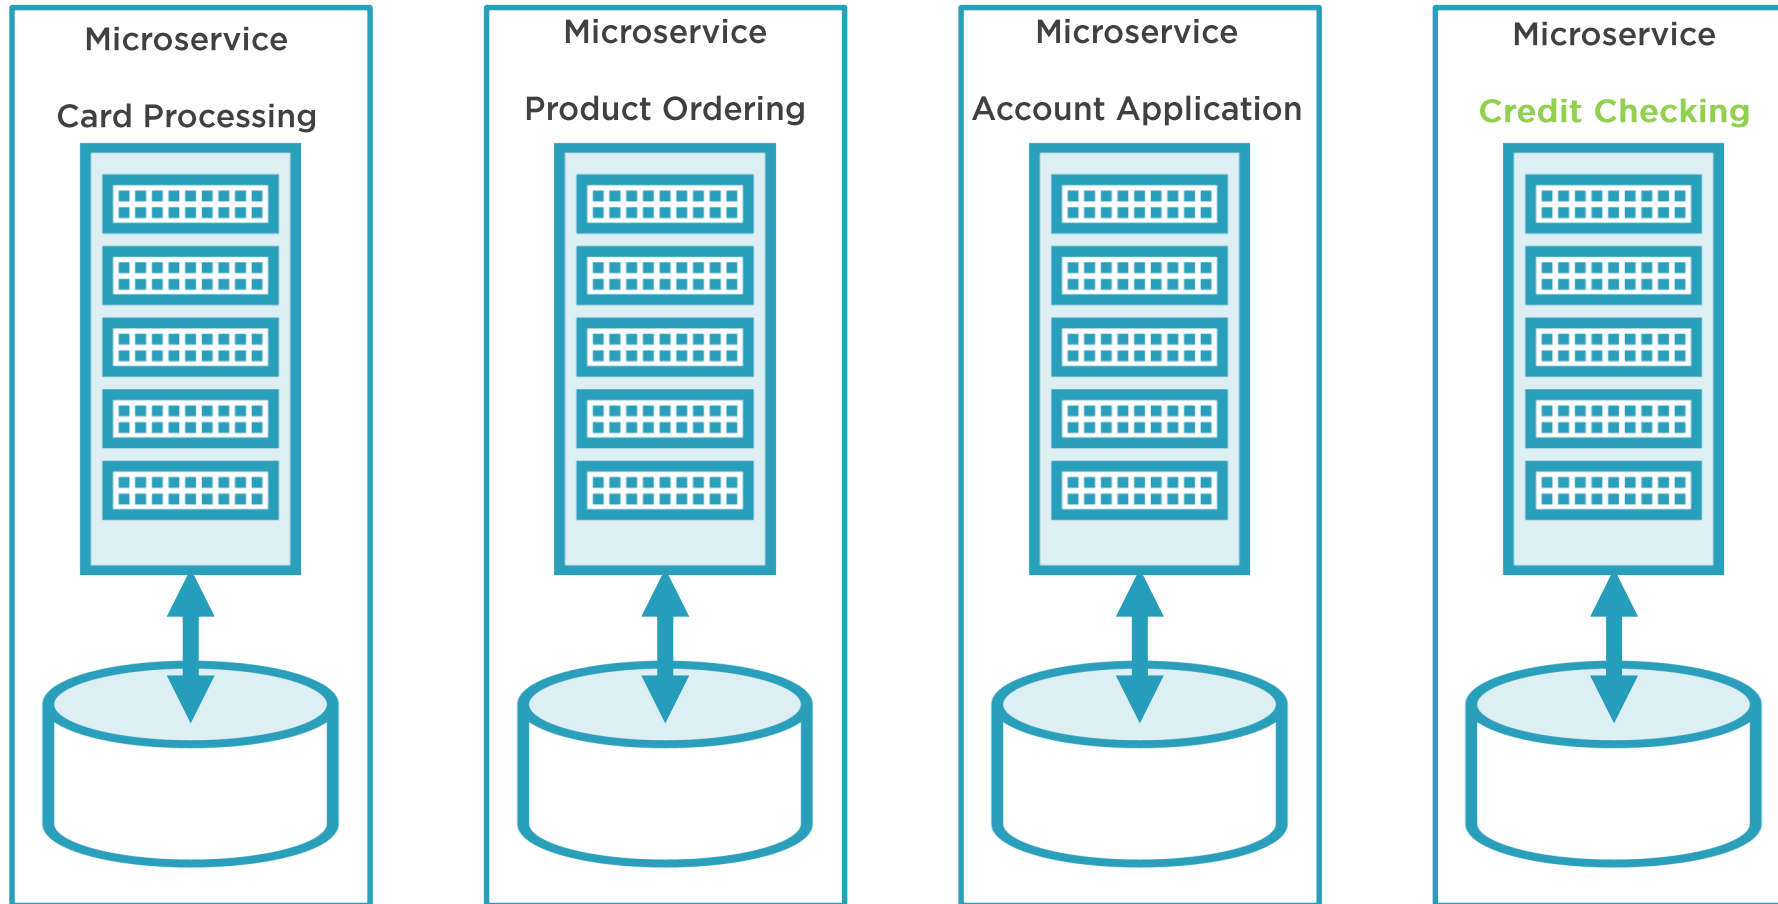 Microservice
Card Processing
Microservice
Product Ordering
Microservice
Account Application
Microservice
Credit Checking